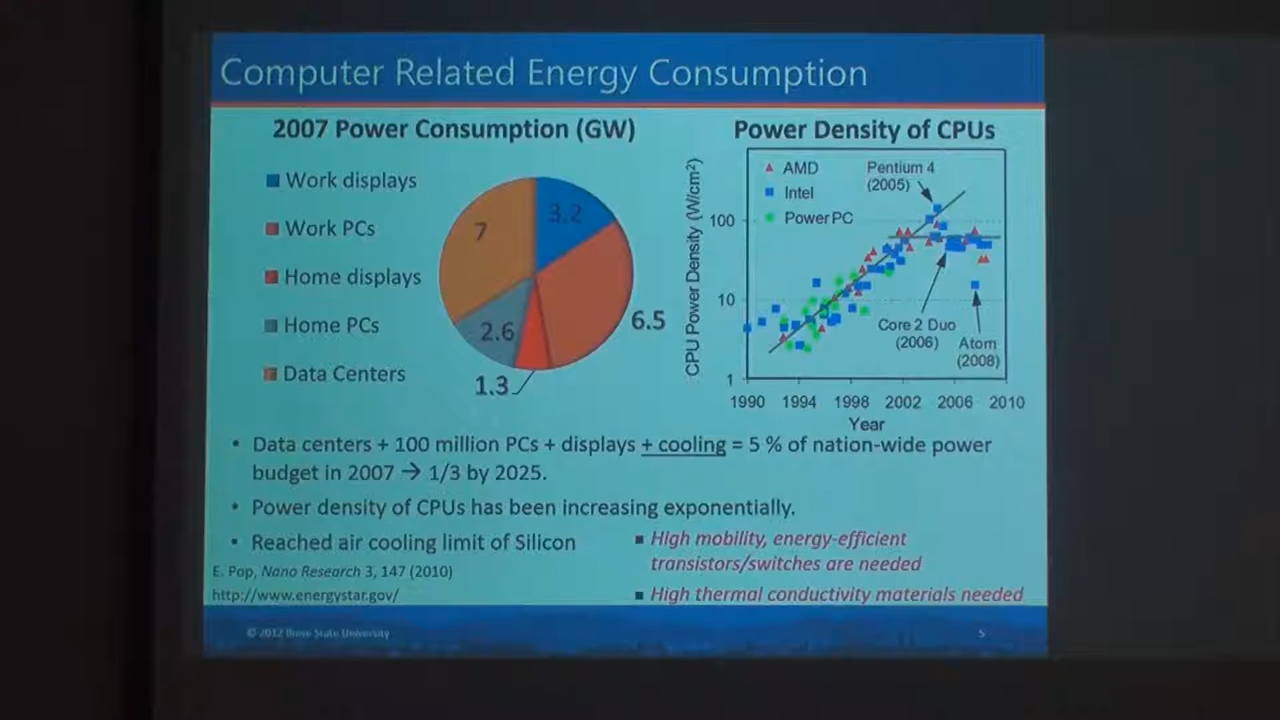 Computer Related Energy Consumption
2007 Power Consumption (GW)
Work displays
Work PCs
Home displays
Home PCs
Data Centers
3.2
7
6.5
2.6
1.3
Power Density of CPUs
CPU Power Density (W/cm²)
AMD
Intel
Power PC
Pentium 4
(2005)
100
10
1
Core 2 Duo
(2006)
Atom
(2008)
1990 1994 1998 2002 2006 2010
Year
• Data centers + 100 million PCs + displays + cooling = 5 % of nation-wide power
budget in 2007 → 1/3 by 2025.
• Power density of CPUs has been increasing exponentially.
• Reached air cooling limit of Silicon
▪ High mobility, energy-efficient
transistors/switches are needed
▪ High thermal conductivity materials needed
E. Pop, Nano Research 3, 147 (2010)
http://www.energystar.gov/
© 2012 Boise State University
5